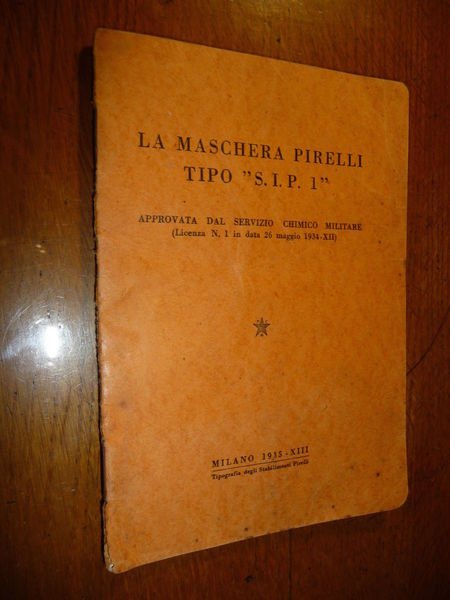 LA MASCHERA PIRELLI
TIPO "S. I. P. 1"
APPROVATA DAL SERVIZIO CHIMICO MILITARE
(Licenza N. 1 in data 26 maggio 1934-XII)
MILANO 1935-XIII
Tipografia degli Stabilimenti Pirelli